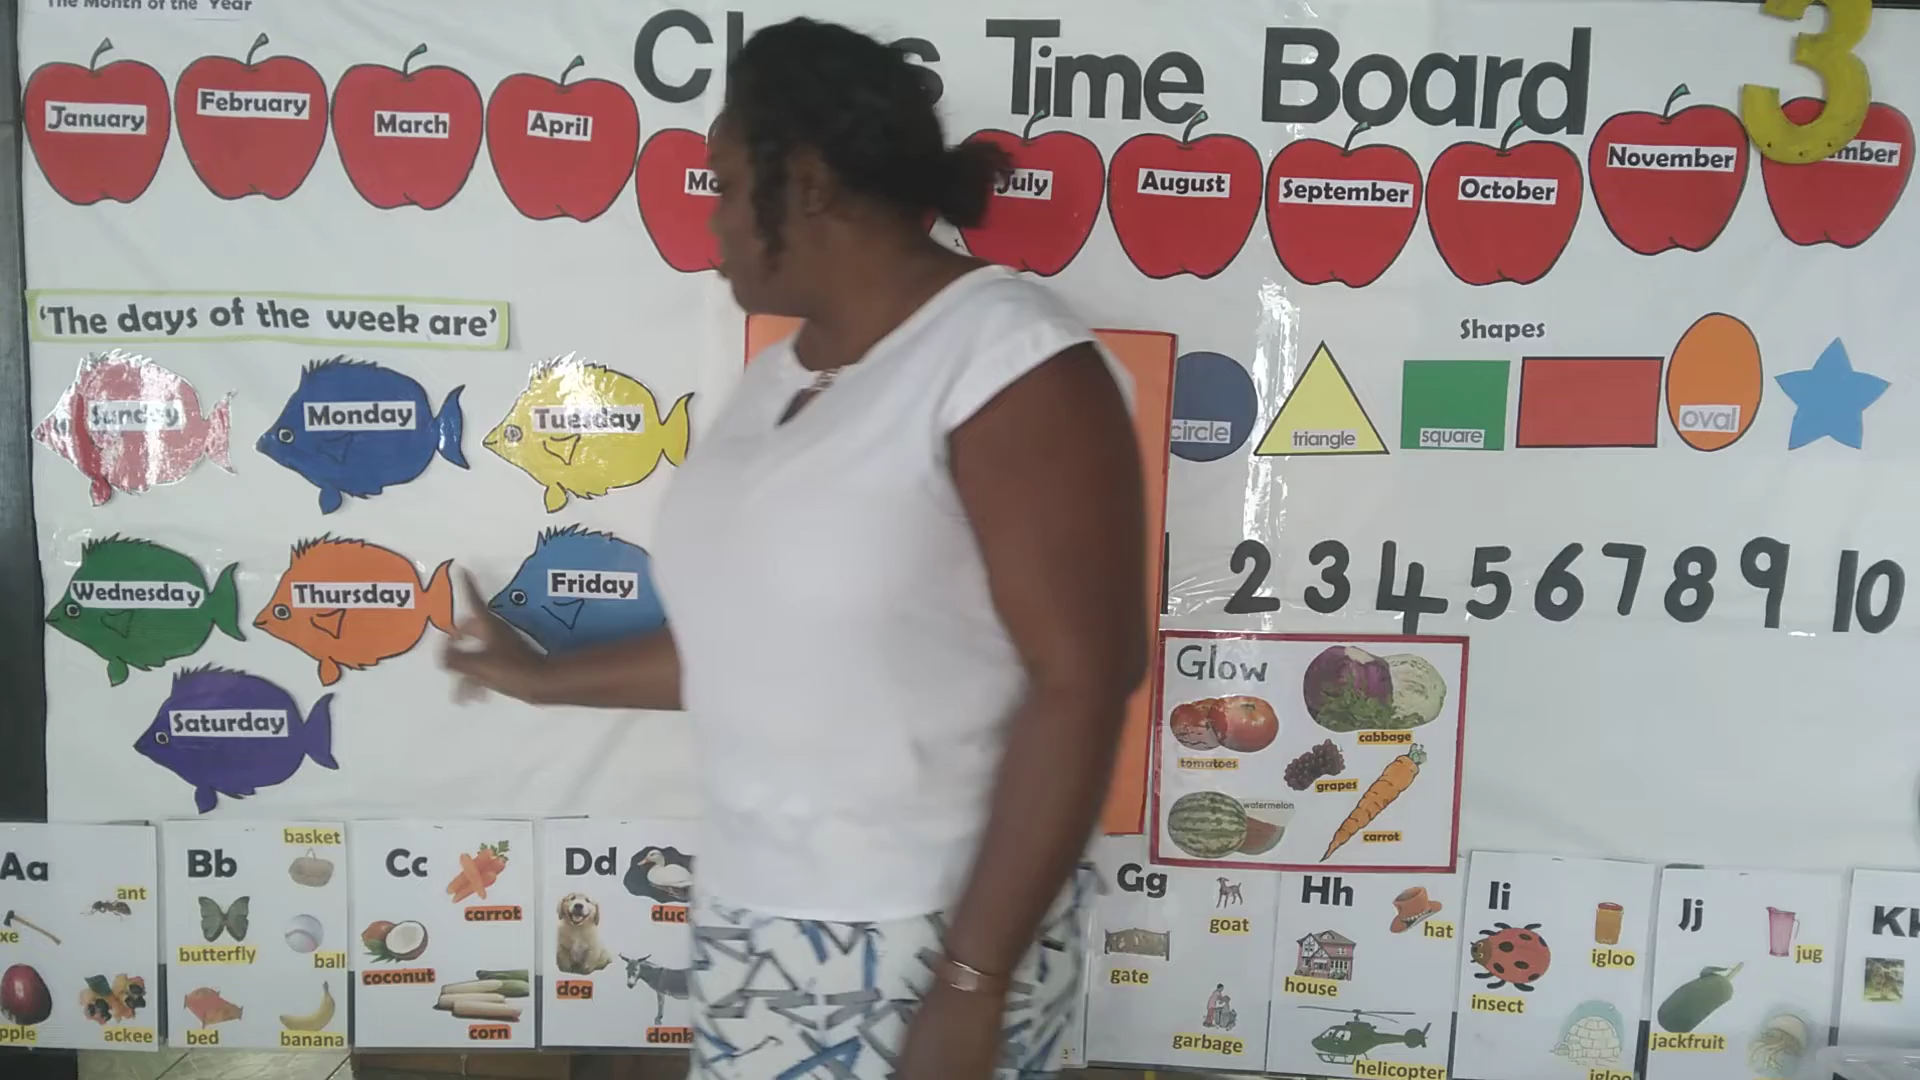 The Month of the Year
Class Time Board
3
January
February
March
April
July
August
September
October
November
'The days of the week are'
Shapes
Sunday
Monday
Tuesday
circle
triangle
square
oval
Wednesday
Thursday
Friday
2 3 4 5 6 7 8 9 10
Saturday
Glow
cabbage
tomatoes
grapes
watermelon
carrot
Aa
ant
ackee
Bb
basket
butterfly
ball
bed
banana
Cc
carrot
coconut
corn
Dd
dog
Gg
goat
gate
garbage
Hh
hat
house
helicopter
Ii
igloo
insect
igloo
Jj
jug
jackfruit